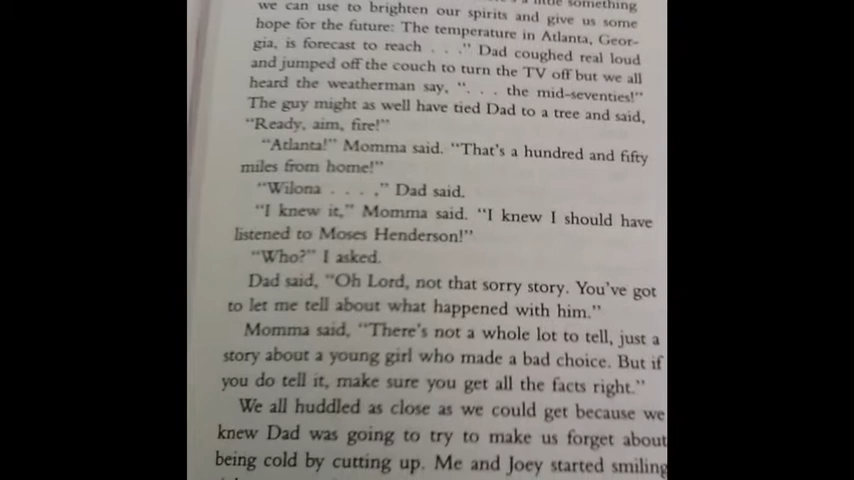 little something
we can use to brighten our spirits and give us some
hope for the future: The temperature in Atlanta, Geor-
gia, is forecast to reach . . ." Dad coughed real loud
and jumped off the couch to turn the TV off but we all
heard the weatherman say, ". . . the mid-seventies!"
The guy might as well have tied Dad to a tree and said,
"Ready, aim, fire!"
"Atlanta!" Momma said. "That's a hundred and fifty
miles from home!"
"Wilona . . . ," Dad said.
"I knew it," Momma said. "I knew I should have
listened to Moses Henderson!"
"Who?" I asked.
Dad said, "Oh Lord, not that sorry story. You've got
to let me tell about what happened with him."
Momma said, "There's not a whole lot to tell, just a
story about a young girl who made a bad choice. But if
you do tell it, make sure you get all the facts right."
We all huddled as close as we could get because we
knew Dad was going to try to make us forget about
being cold by cutting up. Me and Joey started smiling